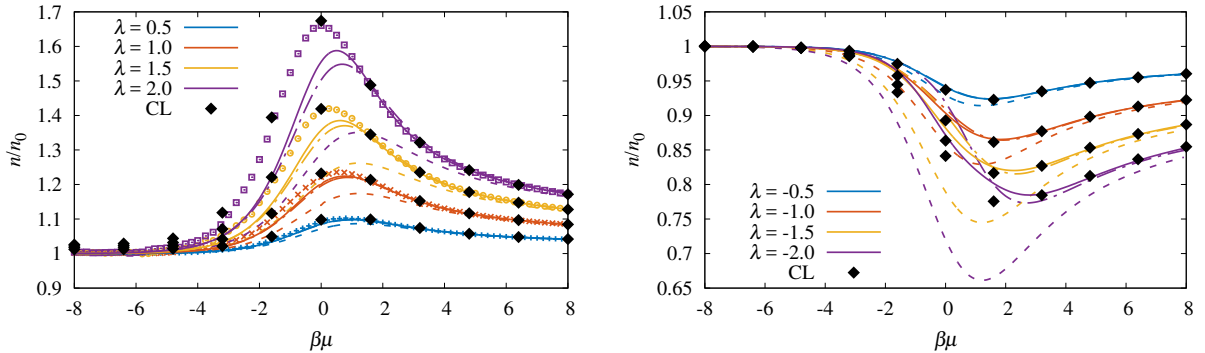 1.7
1.6
1.5
1.4
1.3
1.2
1.1
1
0.9
n/n0
λ = 0.5
λ = 1.0
λ = 1.5
λ = 2.0
CL
-8 -6 -4 -2 0 2 4 6 8
βμ
1.05
1
0.95
0.9
0.85
0.8
0.75
0.7
0.65
n/n0
λ = -0.5
λ = -1.0
λ = -1.5
λ = -2.0
CL
-8 -6 -4 -2 0 2 4 6 8
βμ